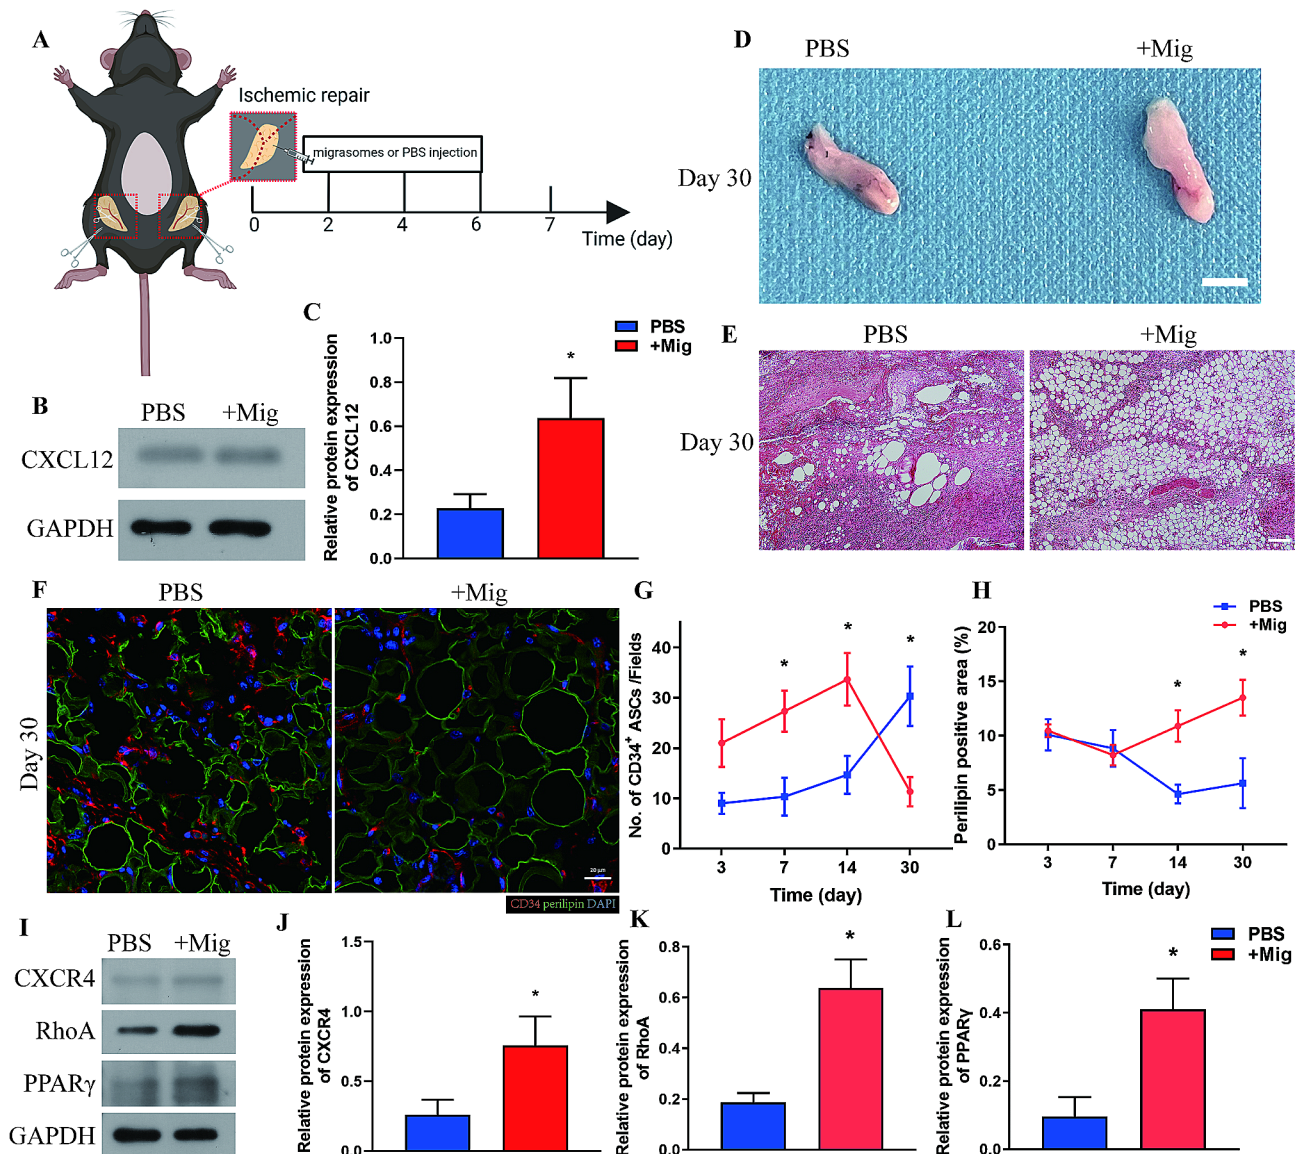 A
Ischemic repair
migrasomes or PBS injection
0 2 4 6 7
Time (day)
B
PBS +Mig
CXCL12
GAPDH
C
PBS
+Mig
Relative protein expression
of CXCL12
1.0
0.8
0.6
0.4
0.2
0.0
*
D
PBS +Mig
Day 30
E
PBS +Mig
Day 30
F
PBS +Mig
Day 30
20 μm
CD34 perilipin DAPI
G
No. of CD34+ ASCs /Fields
40
30
20
10
0
* * *
3 7 14 30
Time (day)
H
PBS
+Mig
Perilipin positive area (%)
20
15
10
5
0
* *
3 7 14 30
Time (day)
I
PBS +Mig
CXCR4
RhoA
PPARγ
GAPDH
J
Relative protein expression
of CXCR4
1.5
1.0
0.5
0.0
*
K
Relative protein expression
of RhoA
0.8
0.6
0.4
0.2
0.0
*
L
PBS
+Mig
Relative protein expression
of PPARγ
0.6
0.4
0.2
0.0
*